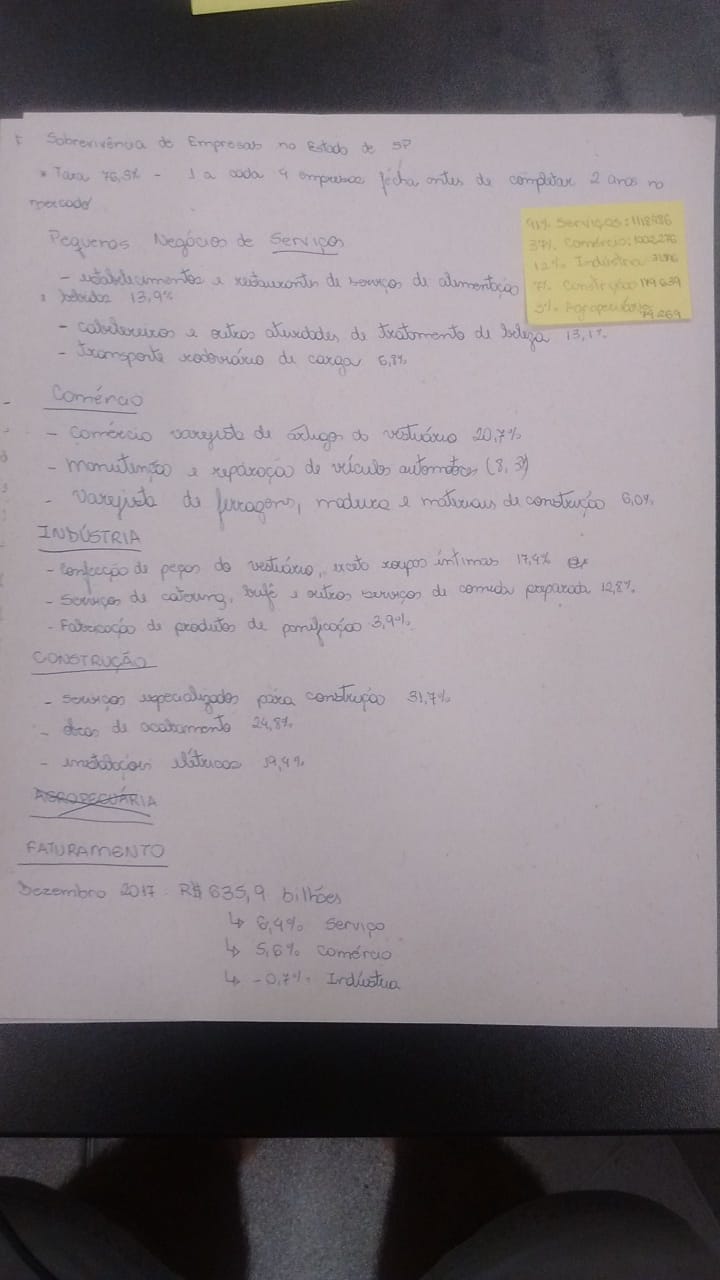 Sobrevivência de Empresas no Estado de SP
* Taxa 76,3% - 1 a cada 4 empresas fecha antes de completar 2 anos no
mercado
41% Serviços: 1118486
37% Comércio: 1002276
12% Indústria
7% Construção 179639
3% Agropecuária
Pequenos Negócios de Serviços
- estabelecimentos e restaurantes de serviços de alimentação
e bebidas 13,9%
- cabeleireiros e outras atividades de tratamento de beleza 13,1%
- Transporte rodoviário de carga 6,8%
Comércio
- Comércio varejista de artigos do vestuário 20,7%
- manutenção e reparação de veículos automotores (8,3%)
- Varejista de ferragens, madeira e materiais de construção 6,0%
INDÚSTRIA
- Confecção de peças do vestuário, exceto roupas íntimas 17,4%
- Serviços de catering, bufê e outros serviços de comida preparada 12,8%
- Fabricação de produtos de panificação 3,9%
CONSTRUÇÃO
- serviços especializados para construção 31,7%
- obras de acabamento 24,8%
- instalações elétricas 19,4%
AGROPECUÁRIA
FATURAMENTO
Dezembro 2017 R$ 635,9 bilhões
↳ 6,4% Serviço
↳ 5,6% Comércio
↳ -0,7% Indústria